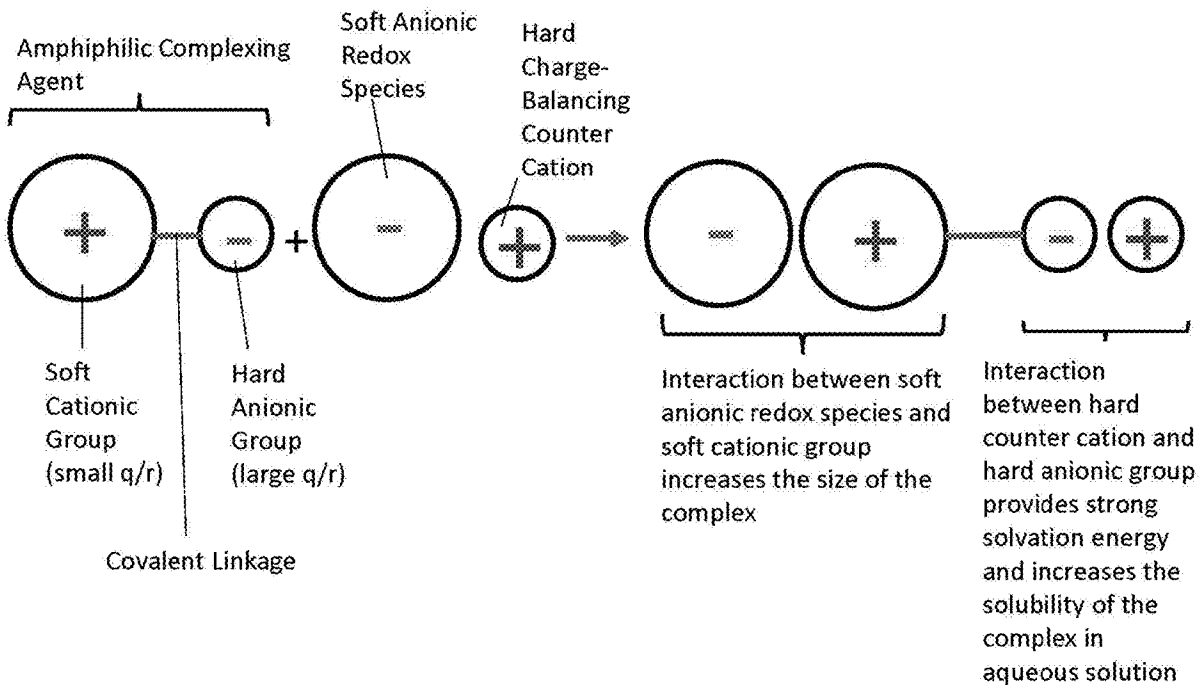 Amphiphilic Complexing
Agent
Soft Anionic
Redox
Species
Hard
Charge-
Balancing
Counter
Cation
+
-
+
-
+
-
+
-
+
Soft
Cationic
Group
(small q/r)
Hard
Anionic
Group
(large q/r)
Covalent Linkage
Interaction between soft
anionic redox species and
soft cationic group
increases the size of the
complex
Interaction
between hard
counter cation and
hard anionic group
provides strong
solvation energy
and increases the
solubility of the
complex in
aqueous solution